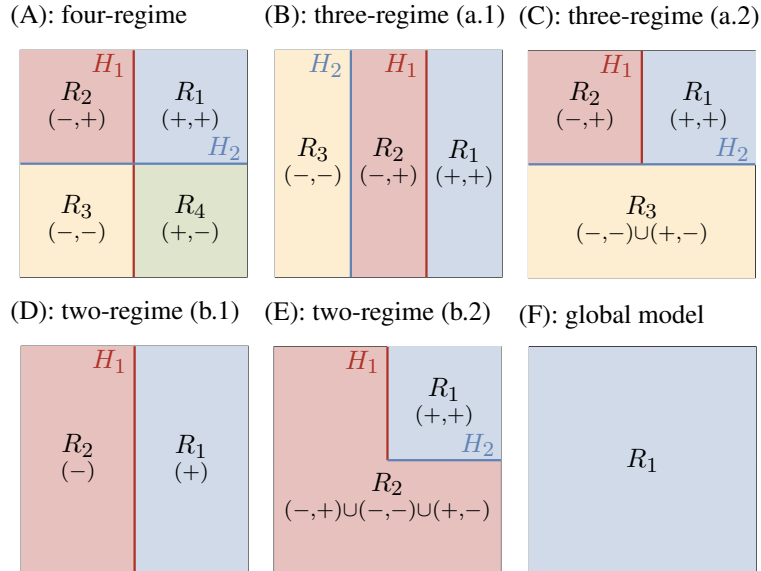 (A): four-regime
H₁
R₂
(−,+)
R₁
(+,+)
H₂
R₃
(−,−)
R₄
(+,−)
(B): three-regime (a.1)
H₂
H₁
R₃
(−,−)
R₂
(−,+)
R₁
(+,+)
(C): three-regime (a.2)
H₁
R₂
(−,+)
R₁
(+,+)
H₂
R₃
(−,−)∪(+,−)
(D): two-regime (b.1)
H₁
R₂
(−)
R₁
(+)
(E): two-regime (b.2)
H₁
R₁
(+,+)
H₂
R₂
(−,+)∪(−,−)∪(+,−)
(F): global model
R₁